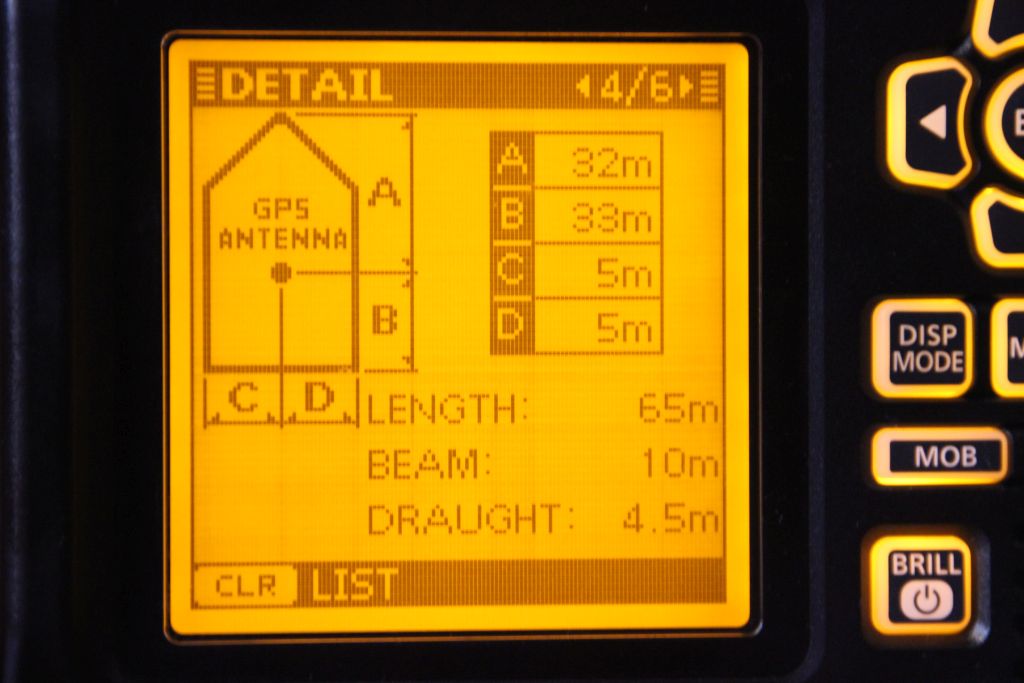 DETAIL 4/6
GPS
ANTENNA
A
B
C D
A 32m
B 33m
C 5m
D 5m
LENGTH: 65m
BEAM: 10m
DRAUGHT: 4.5m
CLR LIST
DISP
MODE
MOB
BRILL